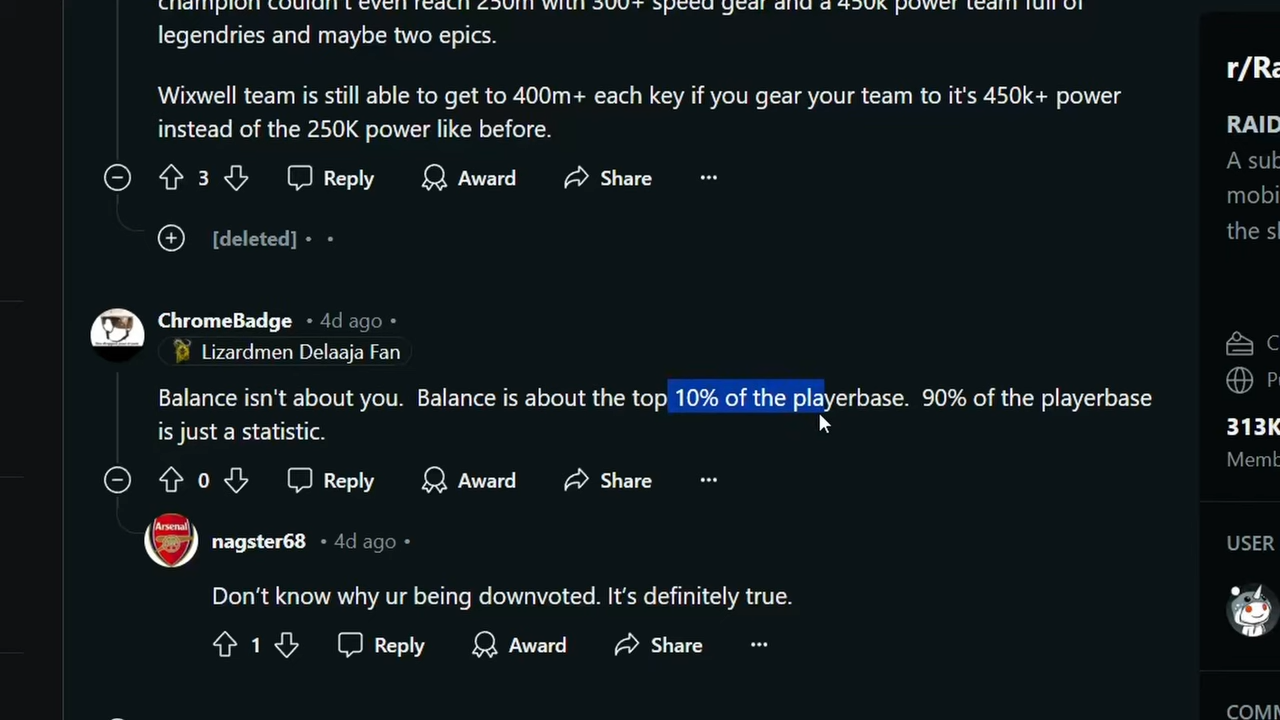 champion couldn't even reach 250m with 300+ speed gear and a 450k power team full of
legendries and maybe two epics.
Wixwell team is still able to get to 400m+ each key if you gear your team to it's 450k+ power
instead of the 250K power like before.
3 Reply Award Share ...
[deleted] • •
ChromeBadge • 4d ago •
Lizardmen Delaaja Fan
Balance isn't about you. Balance is about the top 10% of the playerbase. 90% of the playerbase
is just a statistic.
0 Reply Award Share ...
Arsenal
nagster68 • 4d ago •
Don’t know why ur being downvoted. It’s definitely true.
1 Reply Award Share ...
r/Ra
RAID
A sub
mobi
the s
313K
Memb
USER
COMM